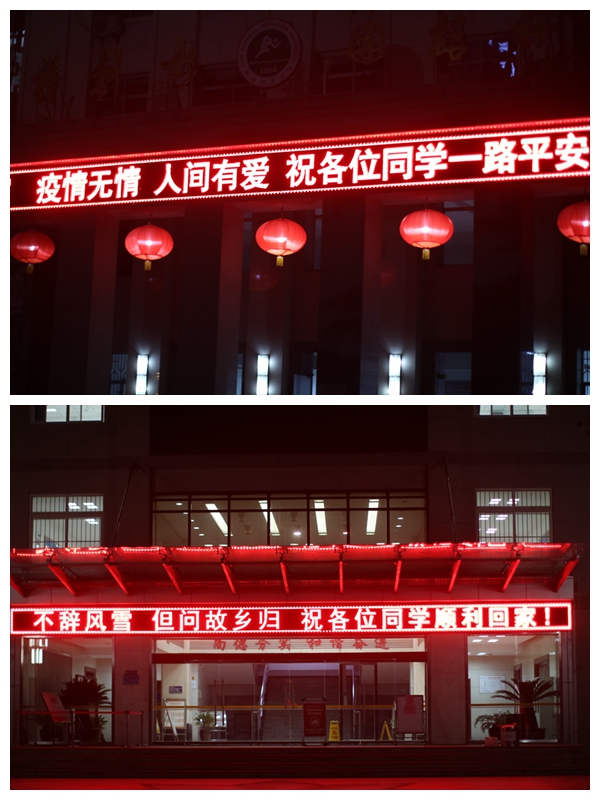 疫情无情 人间有爱 祝各位同学一路平安
不辞风雪 但问故乡归 祝各位同学顺利回家！